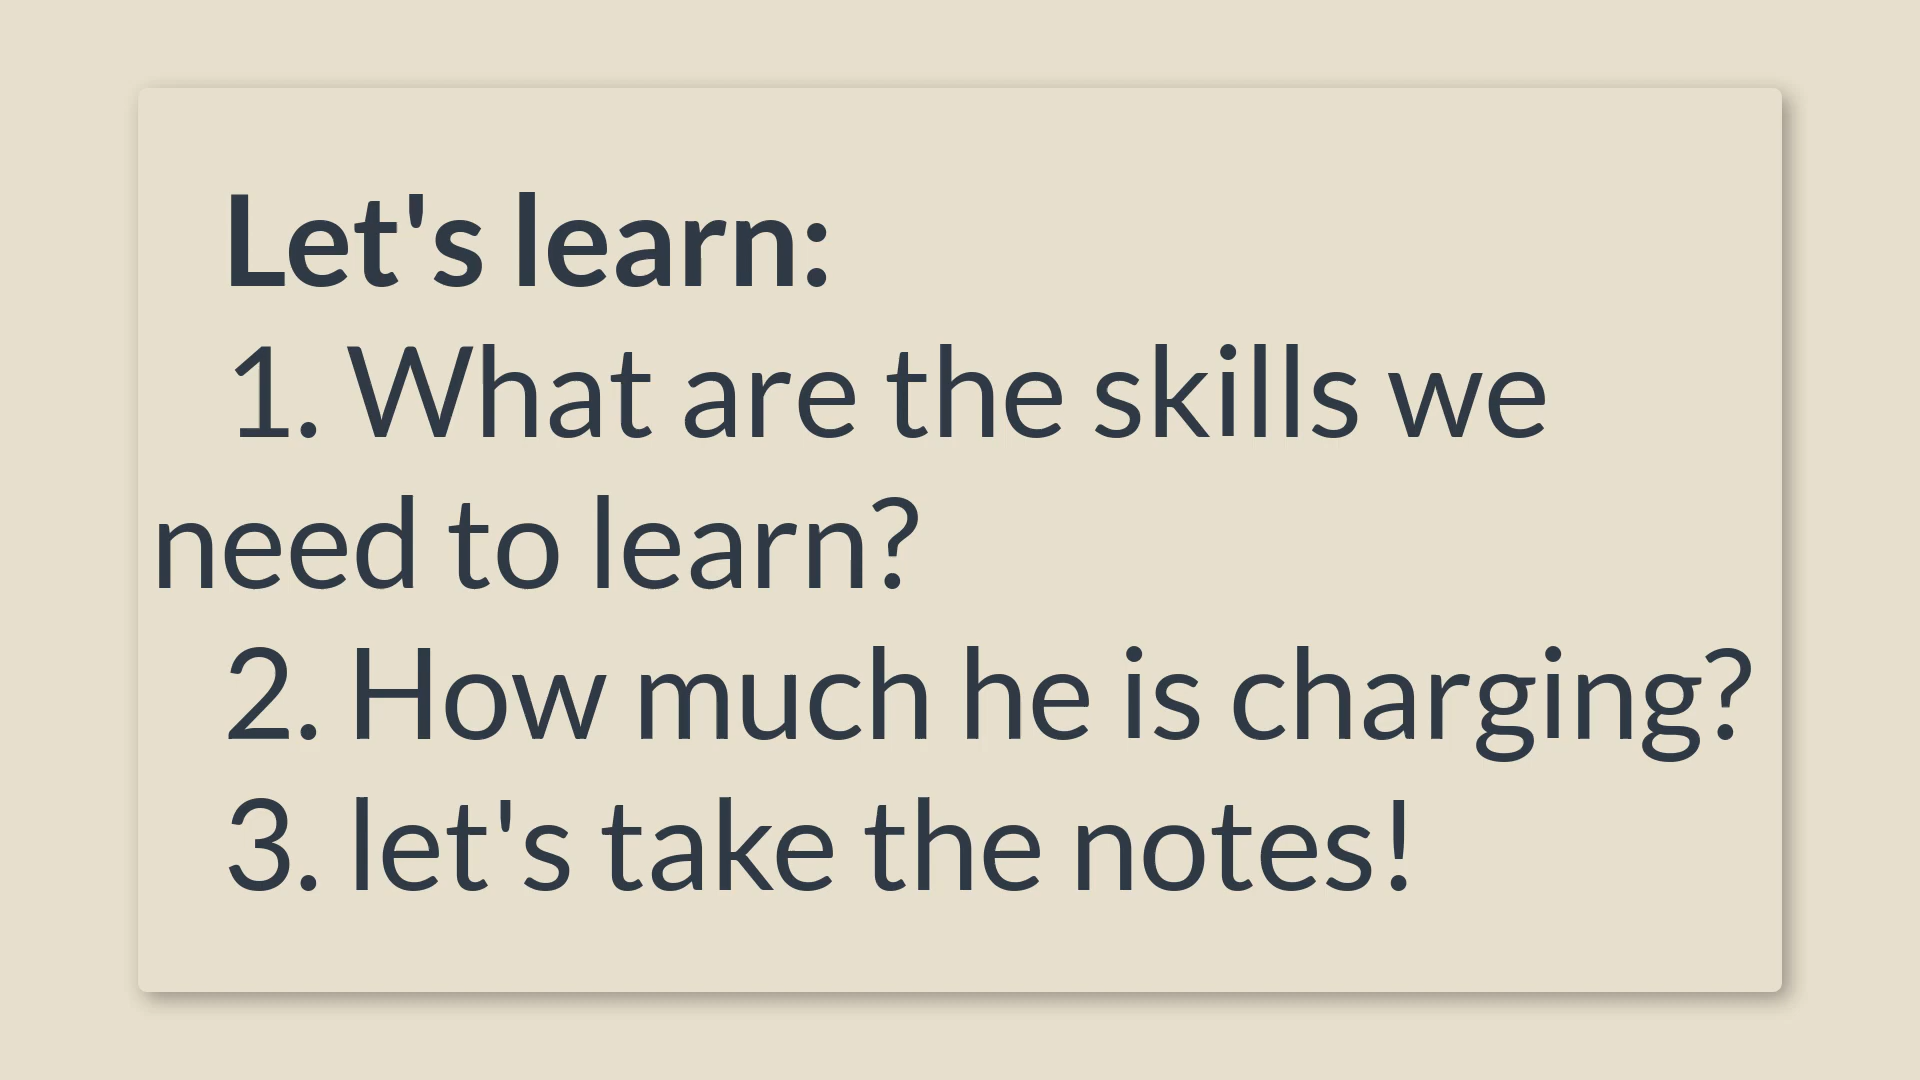 Let's learn:
1. What are the skills we
need to learn?
2. How much he is charging?
3. let's take the notes!